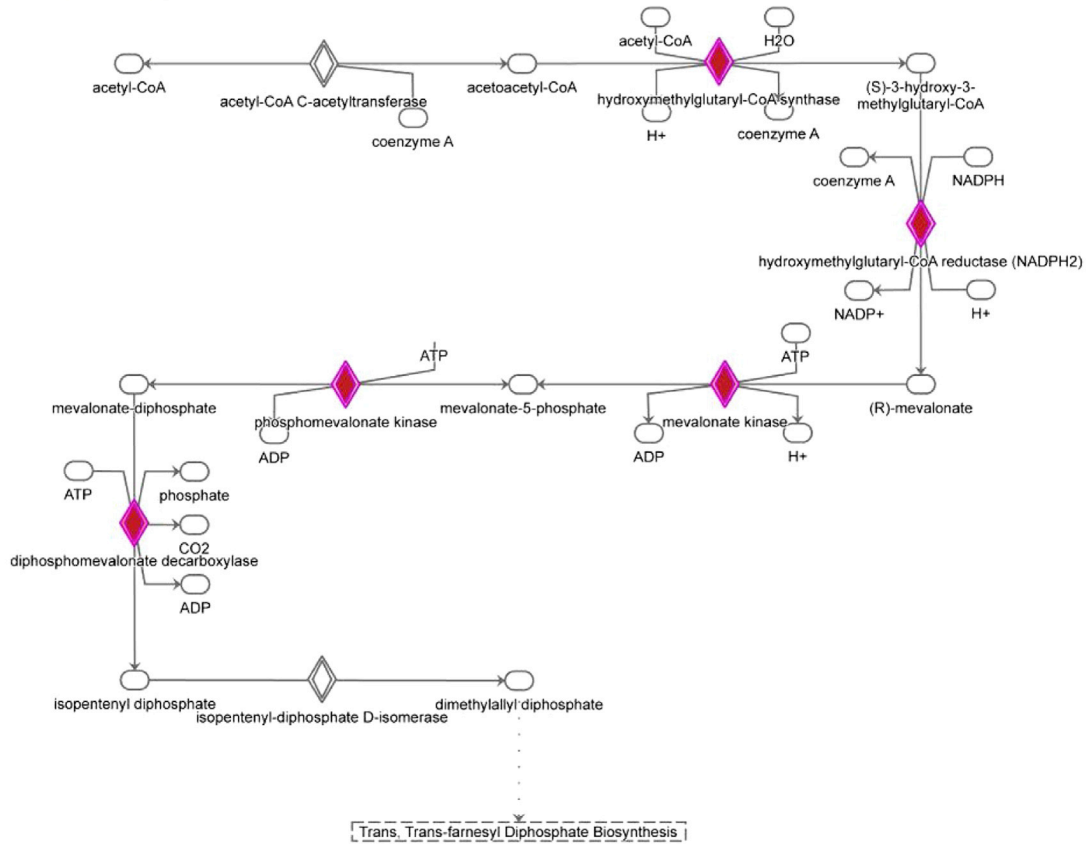 acetyl-CoA
H2O
acetyl-CoA
acetyl-CoA C-acetyltransferase
acetoacetyl-CoA
hydroxymethylglutaryl-CoA synthase
(S)-3-hydroxy-3-
methylglutaryl-CoA
coenzyme A
H+
coenzyme A
coenzyme A
NADPH
hydroxymethylglutaryl-CoA reductase (NADPH2)
NADP+
H+
ATP
ATP
mevalonate-diphosphate
phosphomevalonate kinase
mevalonate-5-phosphate
mevalonate kinase
(R)-mevalonate
ADP
ADP
H+
ATP
phosphate
CO2
diphosphomevalonate decarboxylase
ADP
isopentenyl diphosphate
isopentenyl-diphosphate D-isomerase
dimethylallyl diphosphate
Trans, Trans-farnesyl Diphosphate Biosynthesis